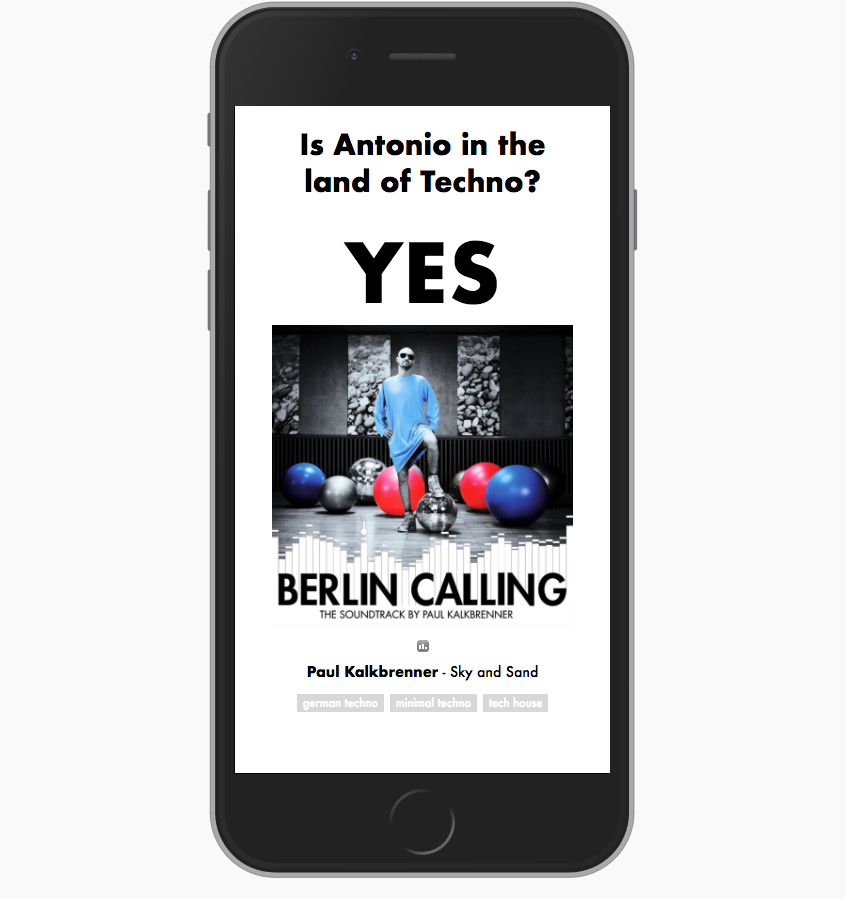 Is Antonio in the
land of Techno?
YES
BERLIN CALLING
THE SOUNDTRACK BY PAUL KALKBRENNER
Paul Kalkbrenner - Sky and Sand
german techno minimal techno tech house